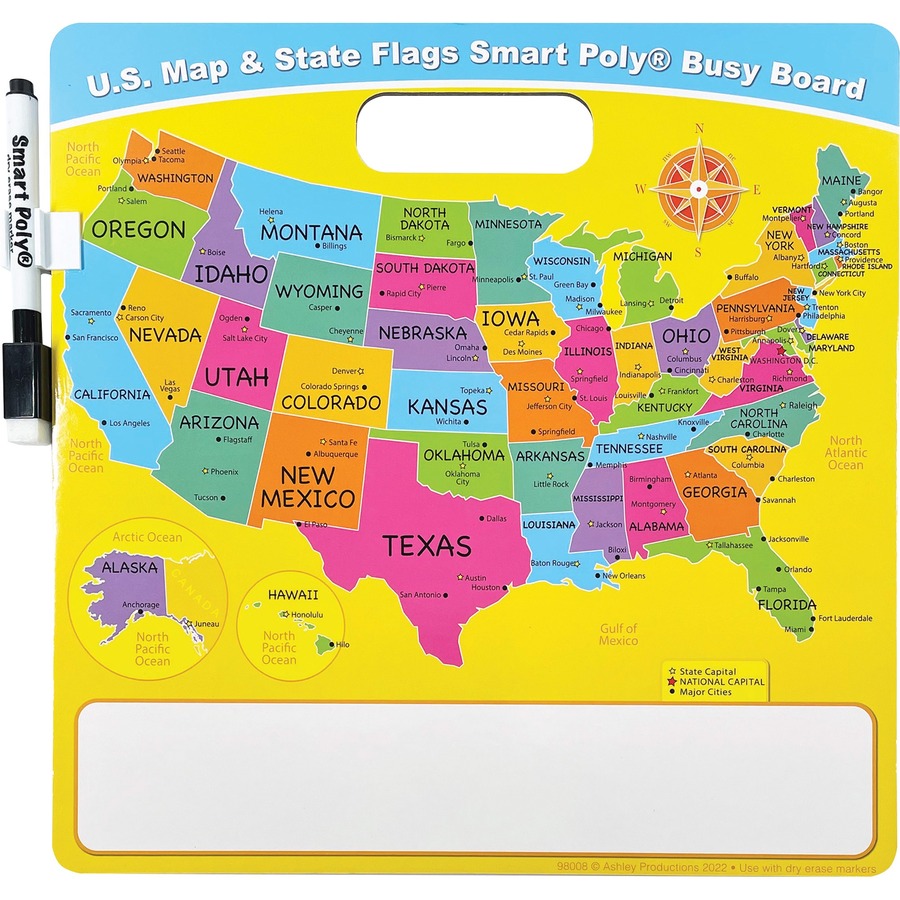 U.S. Map & State Flags Smart Poly® Busy Board
Smart Poly®
dry erase marker
North
Pacific
Ocean
Seattle
Olympia
Tacoma
WASHINGTON
Portland
Salem
OREGON
Boise
IDAHO
Helena
MONTANA
Billings
NORTH
DAKOTA
Bismarck
Fargo
MINNESOTA
Minneapolis
St. Paul
SOUTH DAKOTA
Pierre
Rapid City
WYOMING
Casper
Cheyenne
NEBRASKA
Omaha
Lincoln
WISCONSIN
Green Bay
Madison
Milwaukee
MICHIGAN
Lansing
Detroit
IOWA
Cedar Rapids
Des Moines
Chicago
ILLINOIS
Springfield
INDIANA
Indianapolis
OHIO
Columbus
Cincinnati
N
E
S
W
NE
SE
SW
NW
MAINE
Bangor
Augusta
Portland
VERMONT
Montpelier
NEW HAMPSHIRE
Concord
Boston
MASSACHUSETTS
Providence
RHODE ISLAND
Hartford
CONNECTICUT
NEW
YORK
Albany
Buffalo
New York City
NEW
JERSEY
Trenton
Philadelphia
PENNSYLVANIA
Harrisburg
Pittsburgh
Dover
DELAWARE
Annapolis
MARYLAND
WASHINGTON D.C.
WEST
VIRGINIA
Charleston
Richmond
VIRGINIA
Sacramento
San Francisco
CALIFORNIA
Los Angeles
Reno
Carson City
NEVADA
Las
Vegas
Ogden
Salt Lake City
UTAH
Denver
Colorado Springs
COLORADO
Topeka
KANSAS
Wichita
MISSOURI
Jefferson City
St. Louis
Springfield
Louisville
Frankfort
KENTUCKY
Knoxville
Nashville
TENNESSEE
Memphis
Raleigh
NORTH
CAROLINA
Charlotte
SOUTH CAROLINA
Columbia
Charleston
ARIZONA
Flagstaff
Phoenix
Tucson
Santa Fe
Albuquerque
NEW
MEXICO
El Paso
Tulsa
OKLAHOMA
Oklahoma
City
ARKANSAS
Little Rock
MISSISSIPPI
Jackson
Biloxi
Birmingham
Montgomery
ALABAMA
Atlanta
GEORGIA
Savannah
TEXAS
Dallas
Austin
Houston
San Antonio
LOUISIANA
Baton Rouge
New Orleans
Tallahassee
Jacksonville
Orlando
Tampa
FLORIDA
Fort Lauderdale
Miami
North
Pacific
Ocean
North
Atlantic
Ocean
Gulf of
Mexico
Arctic Ocean
ALASKA
CANADA
Anchorage
Juneau
North
Pacific
Ocean
HAWAII
Honolulu
Hilo
North
Pacific
Ocean
State Capital
NATIONAL CAPITAL
Major Cities
98008 © Ashley Productions 2022 • Use with dry erase markers